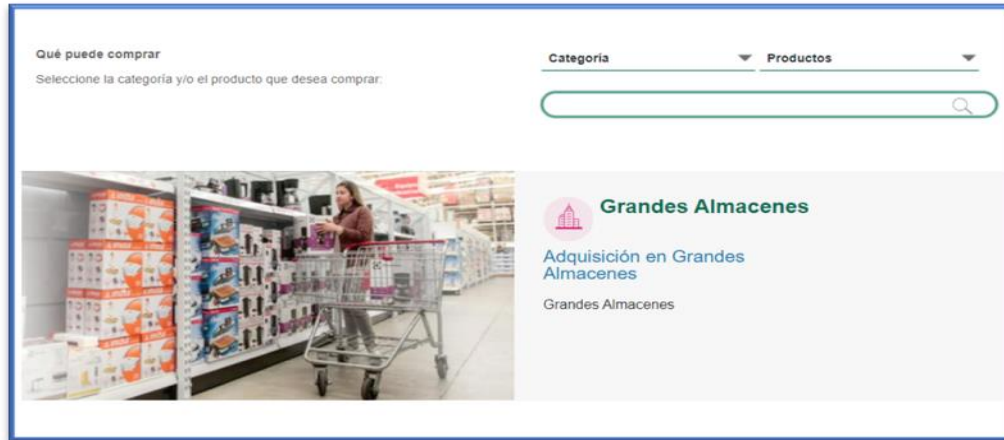 Qué puede comprar
Seleccione la categoría y/o el producto que desea comprar:
Categoría
Productos
Grandes Almacenes
Adquisición en Grandes
Almacenes
Grandes Almacenes